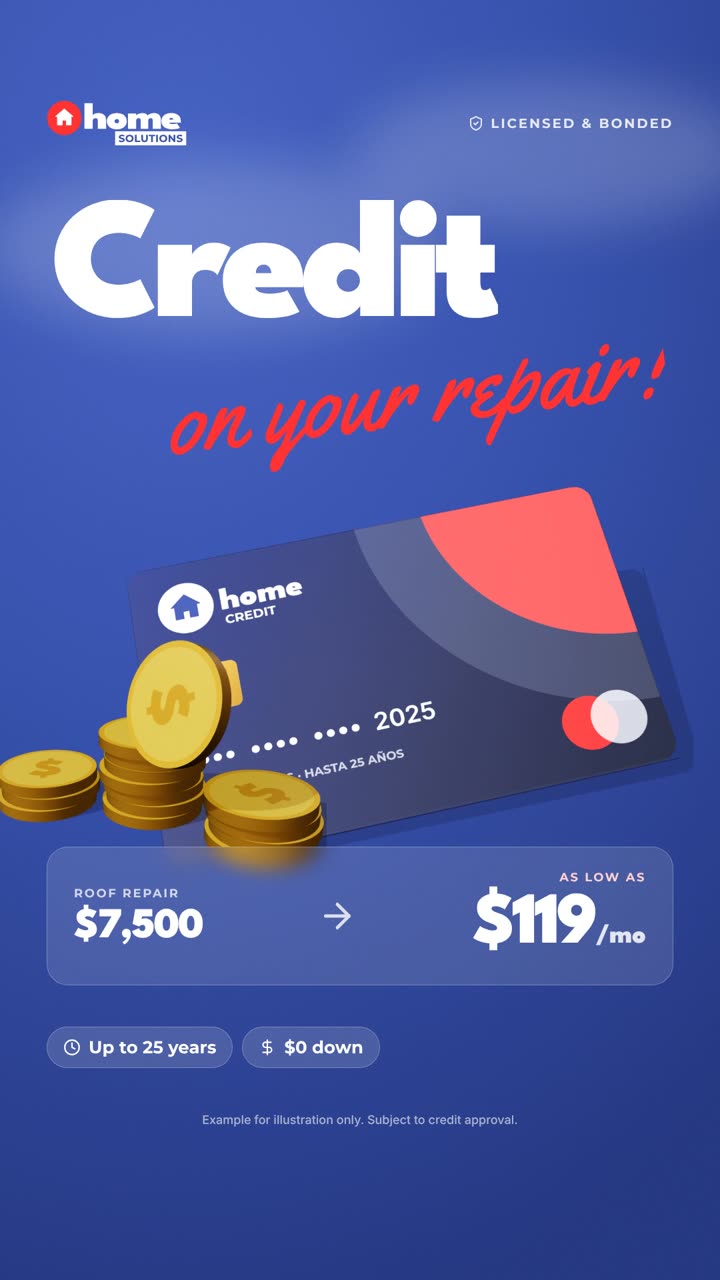 home
SOLUTIONS
LICENSED & BONDED
Credit
on your repair!
home
CREDIT
2025
· HASTA 25 AÑOS
ROOF REPAIR
$7,500
AS LOW AS
$119/mo
Up to 25 years
$0 down
Example for illustration only. Subject to credit approval.